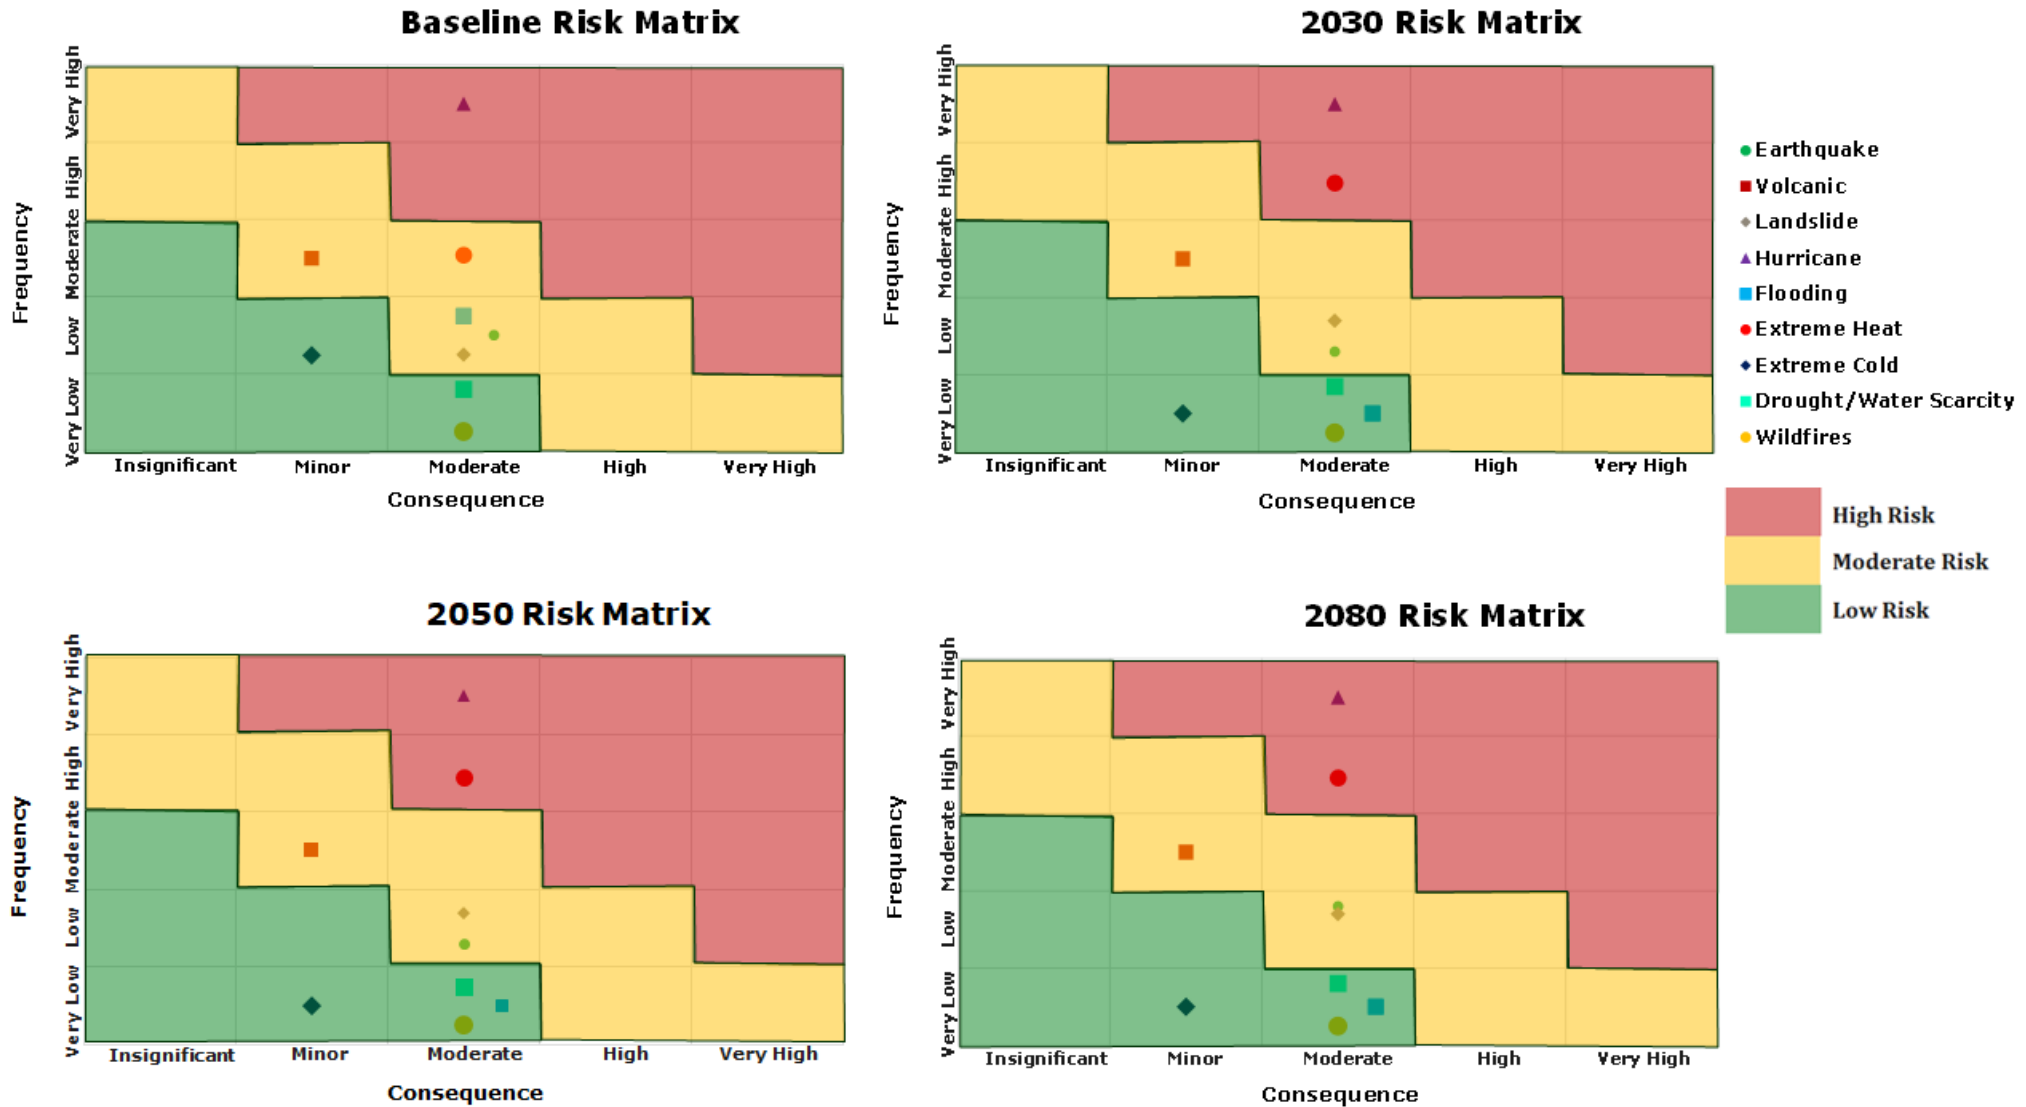 Baseline Risk Matrix
Very High
High
Moderate
Low
Very Low
Frequency
Insignificant
Minor
Moderate
High
Very High
Consequence
2030 Risk Matrix
Very High
High
Moderate
Low
Very Low
Frequency
Insignificant
Minor
Moderate
High
Very High
Consequence
Earthquake
Volcanic
Landslide
Hurricane
Flooding
Extreme Heat
Extreme Cold
Drought/Water Scarcity
Wildfires
High Risk
Moderate Risk
Low Risk
2050 Risk Matrix
Very High
High
Moderate
Low
Very Low
Frequency
Insignificant
Minor
Moderate
High
Very High
Consequence
2080 Risk Matrix
Very High
High
Moderate
Low
Very Low
Frequency
Insignificant
Minor
Moderate
High
Very High
Consequence